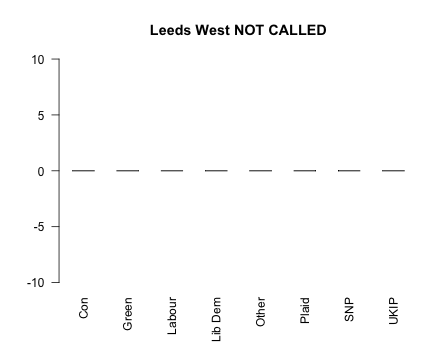 Leeds West NOT CALLED
10
5
0
-5
-10
Con
Green
Labour
Lib Dem
Other
Plaid
SNP
UKIP